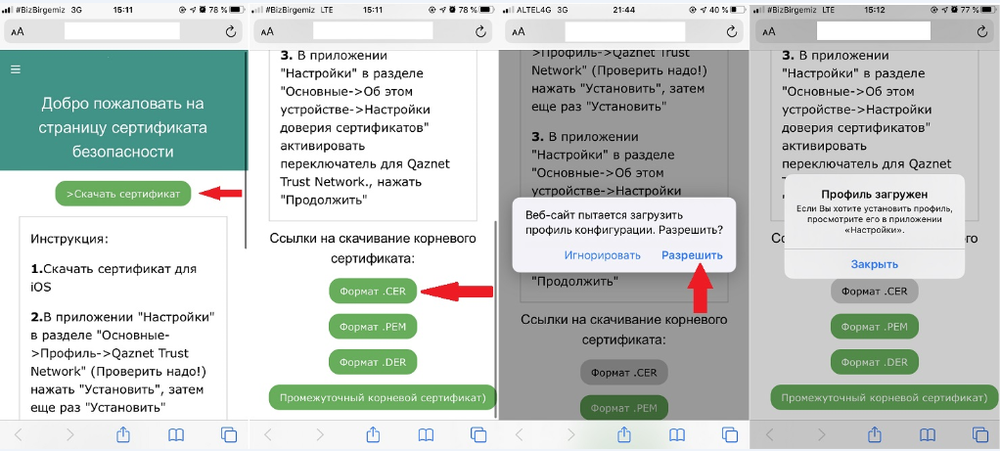 #BizBirgemiz 3G 15:11 78 %
AA
Добро пожаловать на
страницу сертификата
безопасности
>Скачать сертификат
Инструкция:
1.Скачать сертификат для
iOS
2.В приложении "Настройки"
в разделе "Основные-
>Профиль->Qaznet Trust
Network" (Проверить надо!)
нажать "Установить", затем
еще раз "Установить"
#BizBirgemiz LTE 15:11 78 %
AA
3. В приложении
"Настройки" в разделе
"Основные->Об этом
устройстве->Настройки
доверия сертификатов"
активировать
переключатель для Qaznet
Trust Network., нажать
"Продолжить"
Ссылки на скачивание корневого
сертификата:
Формат .CER
Формат .PEM
Формат .DER
Промежуточный корневой сертификат)
ALTEL4G 3G 21:44 40 %
AA
>Профиль->Qaznet Trust
Network" (Проверить надо!)
нажать "Установить", затем
еще раз "Установить"
3. В приложении
"Настройки" в разделе
"Основные->Об этом
устройстве->Настройки
Веб-сайт пытается загрузить
профиль конфигурации. Разрешить?
Игнорировать Разрешить
"Продолжить"
Ссылки на скачивание корневого
сертификата:
Формат .CER
Формат .PEM
#BizBirgemiz LTE 15:12 77 %
AA
3. В приложении
"Настройки" в разделе
"Основные->Об этом
устройстве->Настройки
доверия сертификатов"
активировать
переключатель для Qaznet
Профиль загружен
Если Вы хотите установить профиль,
просмотрите его в приложении
«Настройки».
Закрыть
Формат .CER
Формат .PEM
Формат .DER
Промежуточный корневой сертификат)